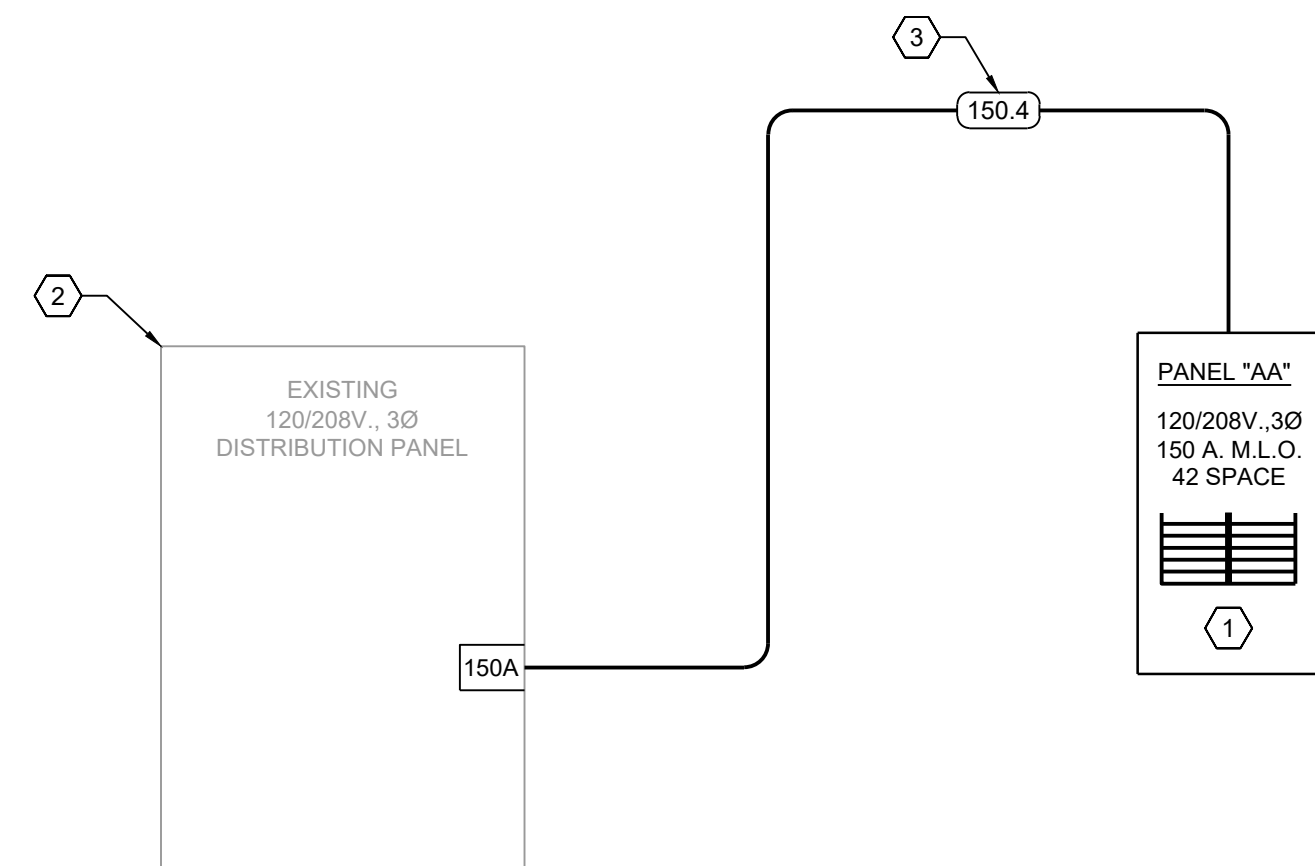 3
150.4
2
EXISTING
120/208V., 3Ø
DISTRIBUTION PANEL
150A
PANEL "AA"
120/208V.,3Ø
150 A. M.L.O.
42 SPACE
1